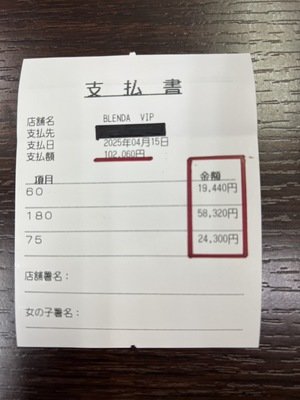 支 払 書
店舗名 BLENDA VIP
支払先
支払日 2025年04月15日
支払額 102,060円
項目 金額
60 19,440円
180 58,320円
75 24,300円
店舗署名：
女の子署名：